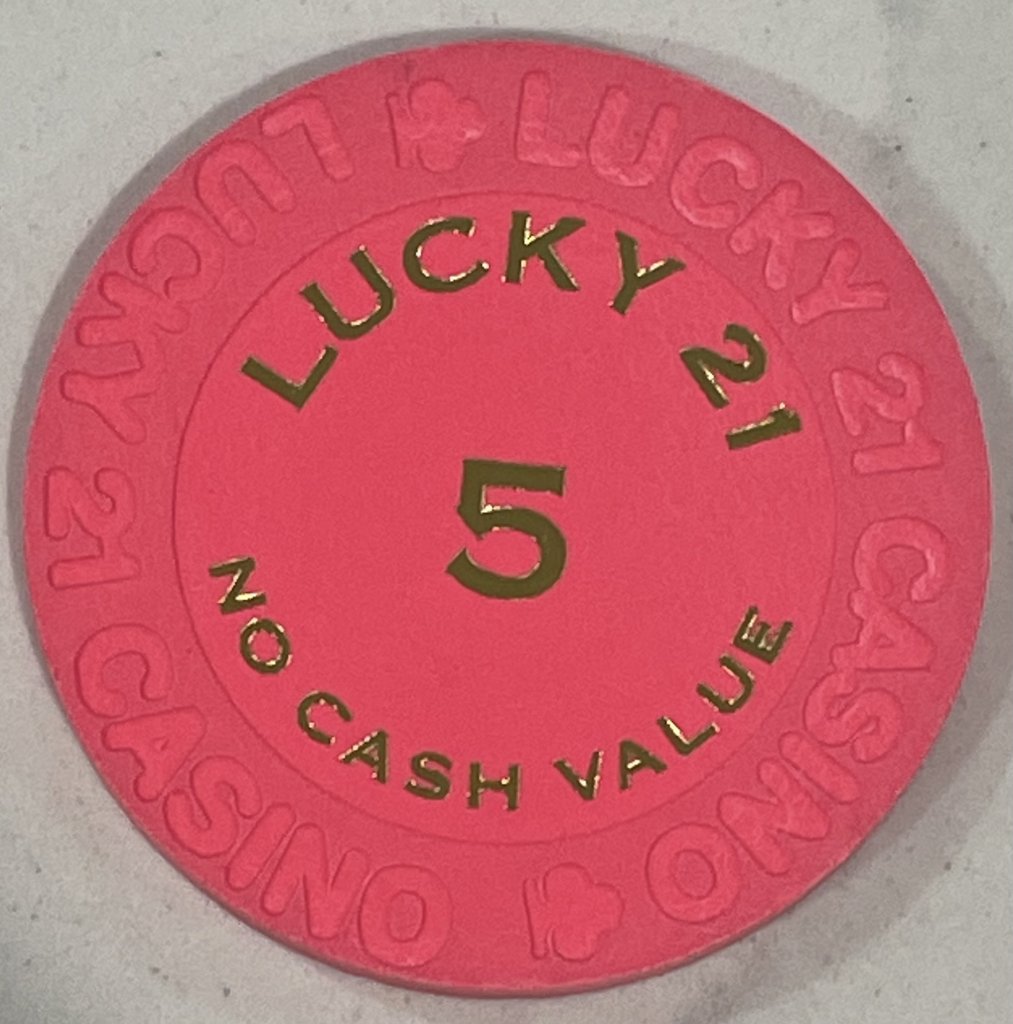 LUCKY 21
5
NO CASH VALUE
LUCKY 21 CASINO
LUCKY 21 CASINO